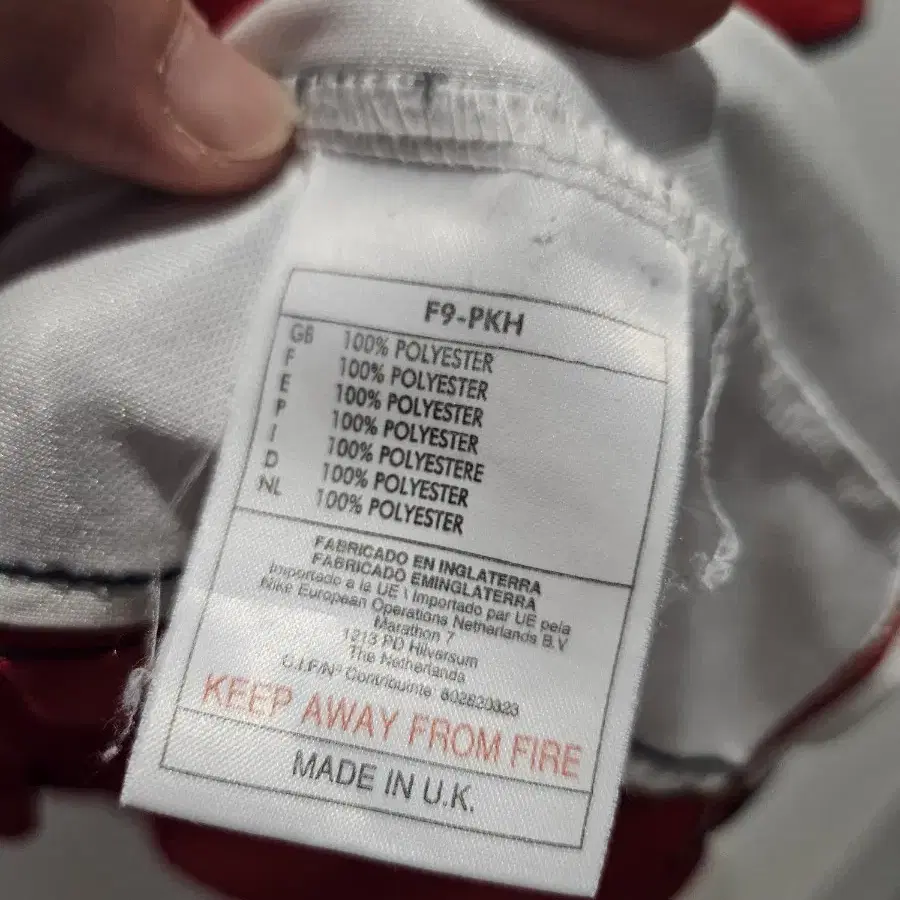 F9-PKH
GB 100% POLYESTER
F 100% POLYESTER
E 100% POLYESTER
P 100% POLYESTER
I 100% POLYESTERE
D 100% POLYESTER
NL 100% POLYESTER
FABRICADO EN INGLATERRA
FABRICADO EMINGLATERRA
Importado a la UE \ Importado par UE pela
Nike European Operations Netherlands B.V
Marathon 7
1213 PD Hilversum
The Netherlands
C.I.F/Nº Contribuinte
KEEP AWAY FROM FIRE
MADE IN U.K.